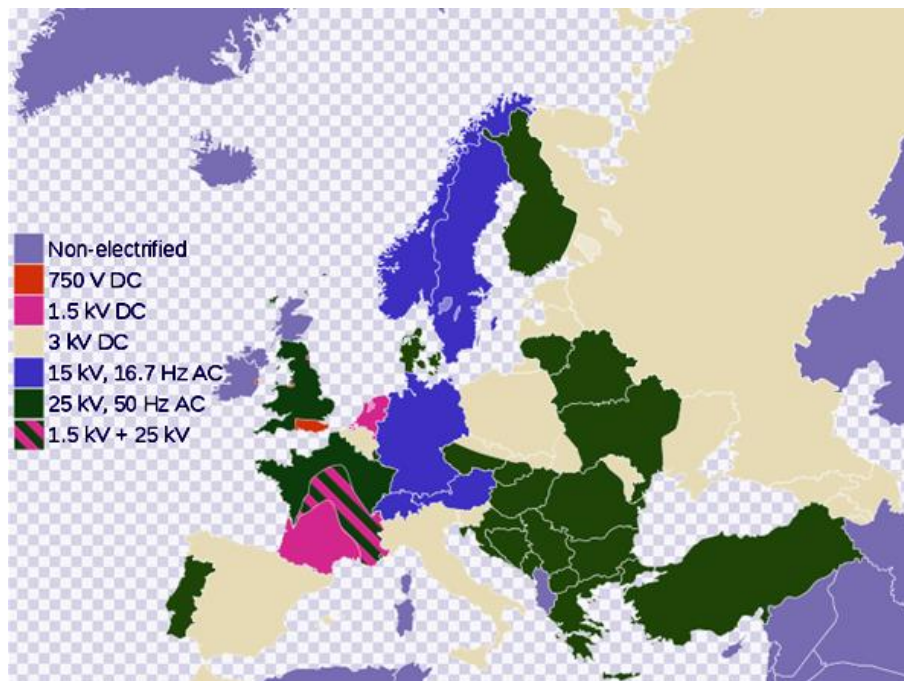 Non-electrified
750 V DC
1.5 kV DC
3 kV DC
15 kV, 16.7 Hz AC
25 kV, 50 Hz AC
1.5 kV + 25 kV